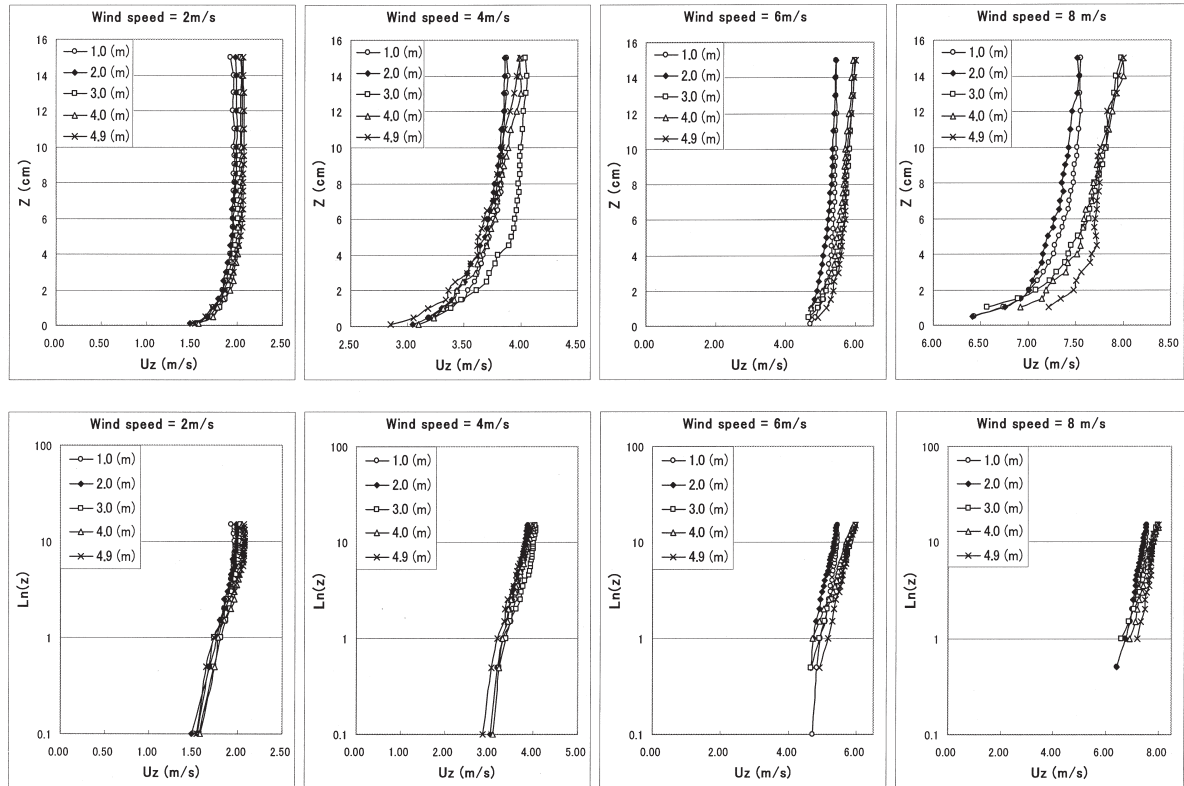 Wind speed = 2m/s
16
14
12
10
8
6
4
2
0
Z (cm)
1.0 (m)
2.0 (m)
3.0 (m)
4.0 (m)
4.9 (m)
0.00 0.50 1.00 1.50 2.00 2.50
Uz (m/s)
Wind speed = 4m/s
16
14
12
10
8
6
4
2
0
Z (cm)
1.0 (m)
2.0 (m)
3.0 (m)
4.0 (m)
4.9 (m)
2.50 3.00 3.50 4.00 4.50
Uz (m/s)
Wind speed = 6m/s
16
14
12
10
8
6
4
2
0
Z (cm)
1.0 (m)
2.0 (m)
3.0 (m)
4.0 (m)
4.9 (m)
0.00 2.00 4.00 6.00
Uz (m/s)
Wind speed = 8 m/s
16
14
12
10
8
6
4
2
0
Z (cm)
1.0 (m)
2.0 (m)
3.0 (m)
4.0 (m)
4.9 (m)
6.00 6.50 7.00 7.50 8.00 8.50
Uz (m/s)
Wind speed = 2m/s
100
10
1
0.1
Ln(z)
1.0 (m)
2.0 (m)
3.0 (m)
4.0 (m)
4.9 (m)
0.00 0.50 1.00 1.50 2.00 2.50
Uz (m/s)
Wind speed = 4m/s
100
10
1
0.1
Ln(z)
1.0 (m)
2.0 (m)
3.0 (m)
4.0 (m)
4.9 (m)
0.00 1.00 2.00 3.00 4.00 5.00
Uz (m/s)
Wind speed = 6m/s
100
10
1
0.1
Ln(z)
1.0 (m)
2.0 (m)
3.0 (m)
4.0 (m)
4.9 (m)
0.00 2.00 4.00 6.00
Uz (m/s)
Wind speed = 8 m/s
100
10
1
0.1
Ln(z)
1.0 (m)
2.0 (m)
3.0 (m)
4.0 (m)
4.9 (m)
0.00 2.00 4.00 6.00 8.00
Uz (m/s)